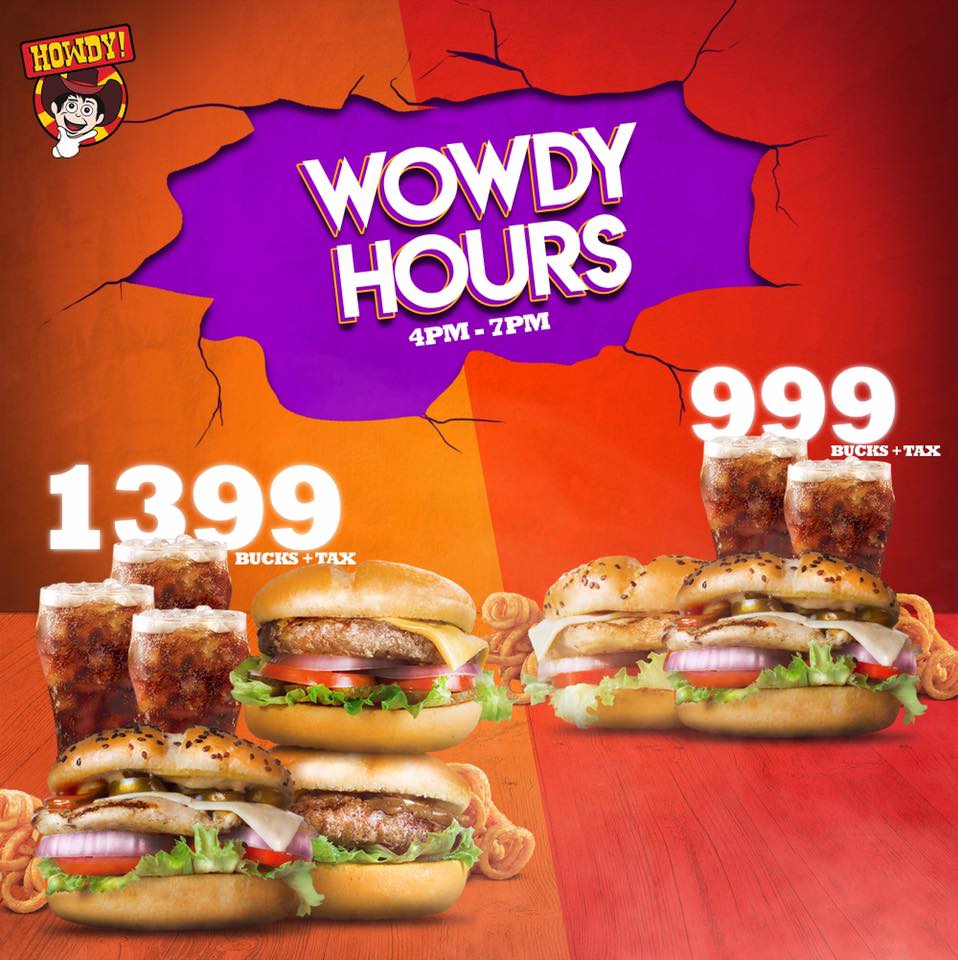 HOWDY!
WOWDY
HOURS
4PM - 7PM
999
BUCKS + TAX
1399
BUCKS + TAX